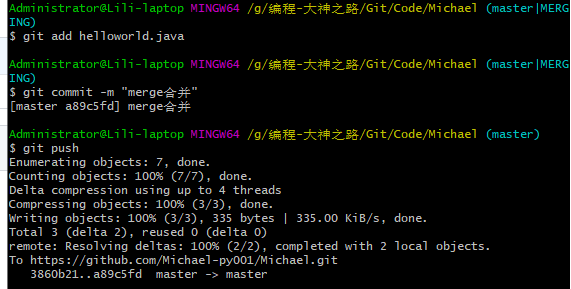 Administrator@Lili-laptop MINGW64 /g/编程-大神之路/Git/Code/Michael (master|MERG
ING)
$ git add helloworld.java
Administrator@Lili-laptop MINGW64 /g/编程-大神之路/Git/Code/Michael (master|MERG
ING)
$ git commit -m "merge合并"
[master a89c5fd] merge合并
Administrator@Lili-laptop MINGW64 /g/编程-大神之路/Git/Code/Michael (master)
$ git push
Enumerating objects: 7, done.
Counting objects: 100% (7/7), done.
Delta compression using up to 4 threads
Compressing objects: 100% (3/3), done.
Writing objects: 100% (3/3), 335 bytes | 335.00 KiB/s, done.
Total 3 (delta 2), reused 0 (delta 0)
remote: Resolving deltas: 100% (2/2), completed with 2 local objects.
To https://github.com/Michael-py001/Michael.git
   3860b21..a89c5fd  master -> master